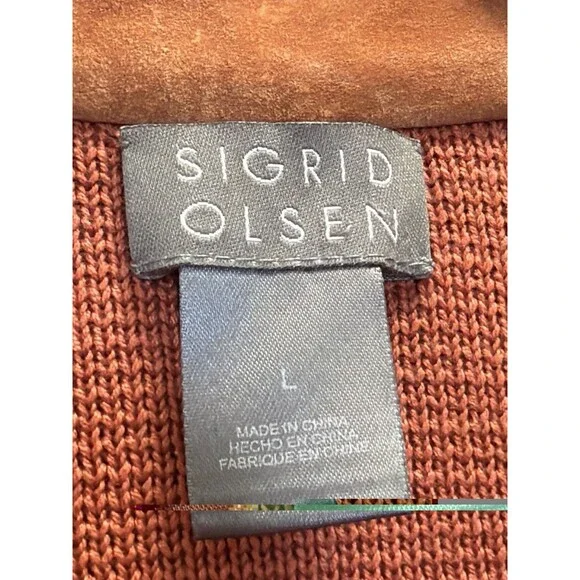 SIGRID
OLSEN
L
MADE IN CHINA
HECHO EN CHINA
FABRIQUE EN CHINE